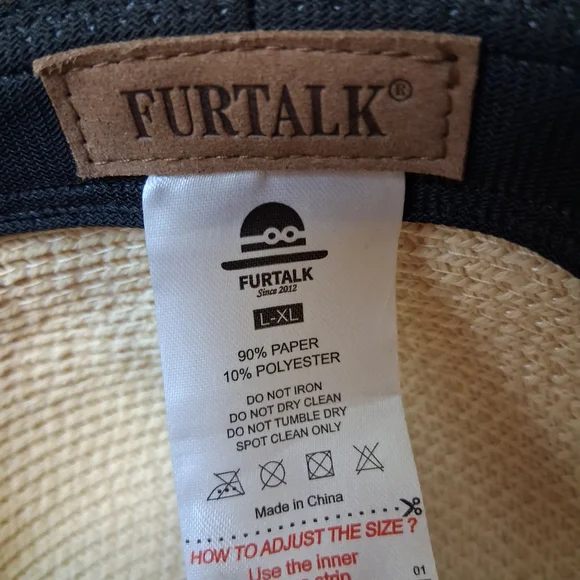 FURTALK®
FURTALK
Since 2012
L-XL
90% PAPER
10% POLYESTER
DO NOT IRON
DO NOT DRY CLEAN
DO NOT TUMBLE DRY
SPOT CLEAN ONLY
Made in China
HOW TO ADJUST THE SIZE ?
Use the inner
strip
01